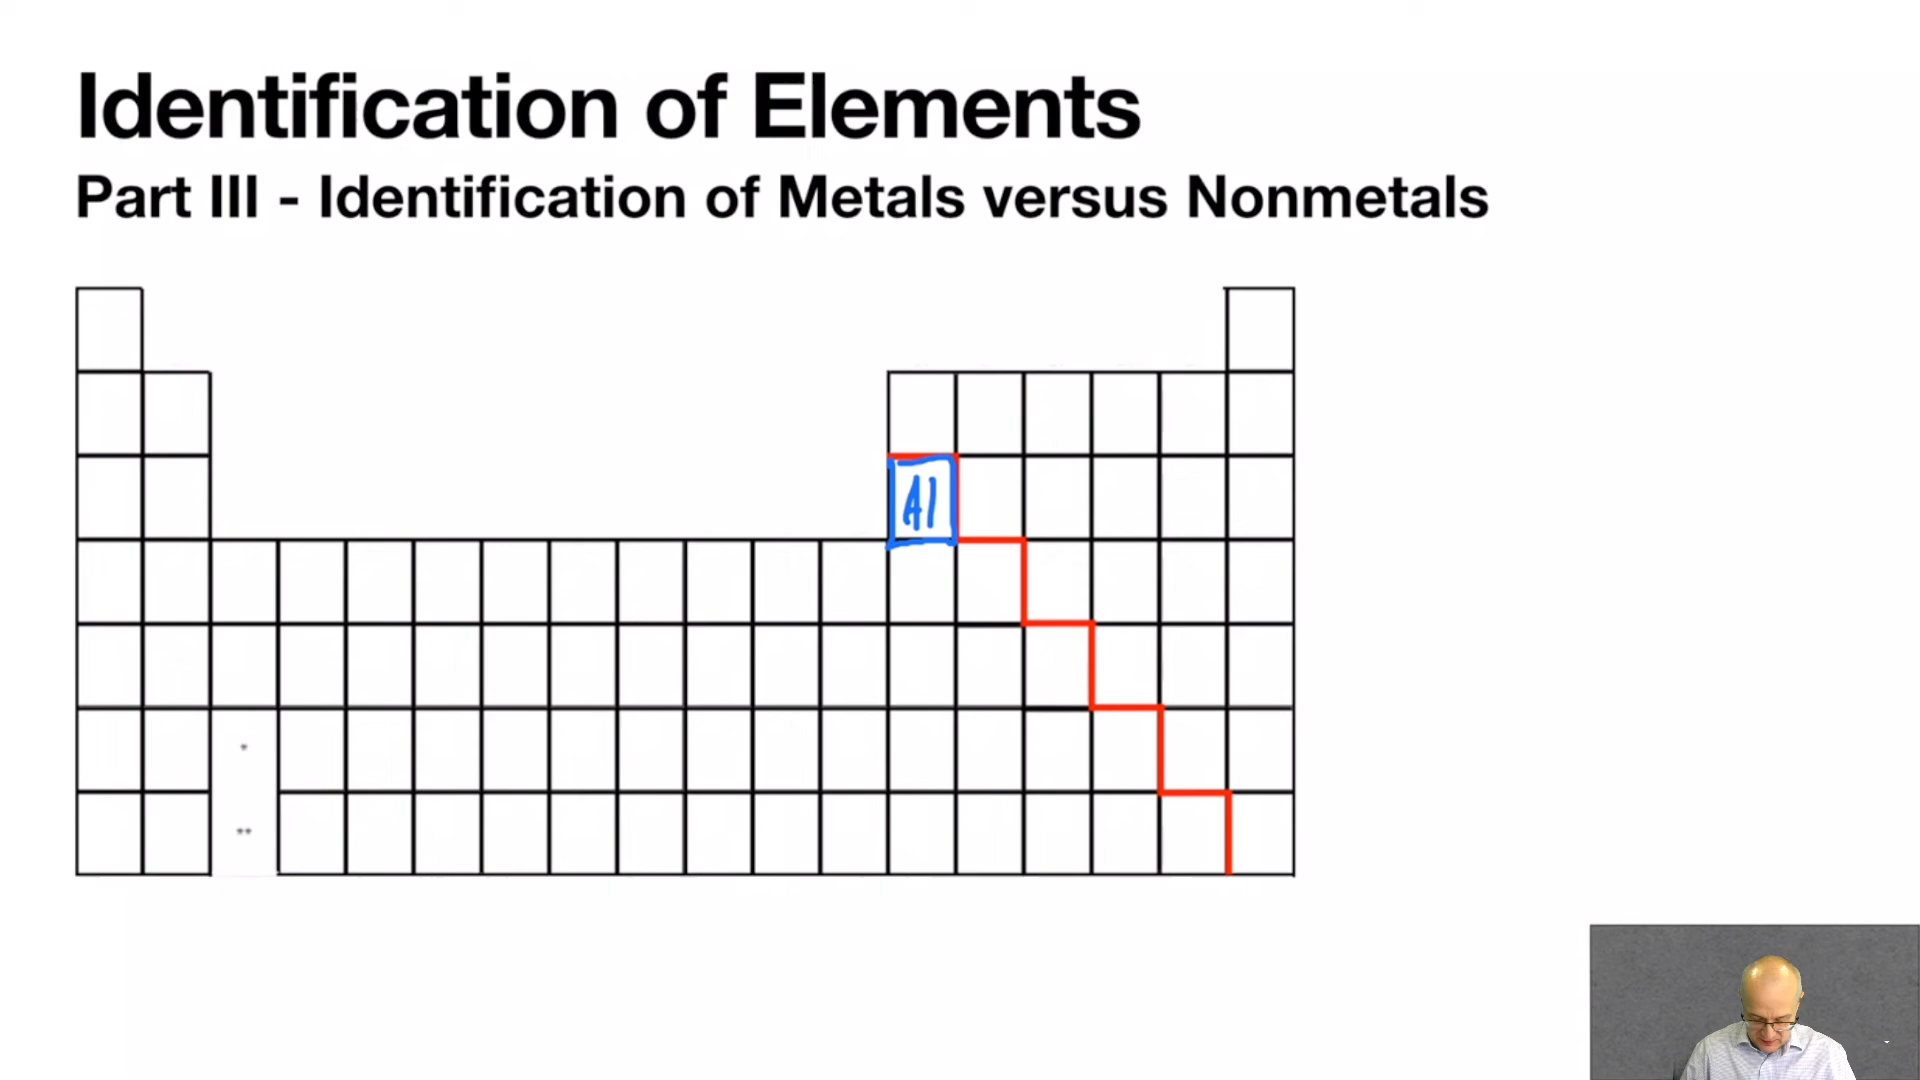 Identification of Elements
Part III - Identification of Metals versus Nonmetals
Al
*
**